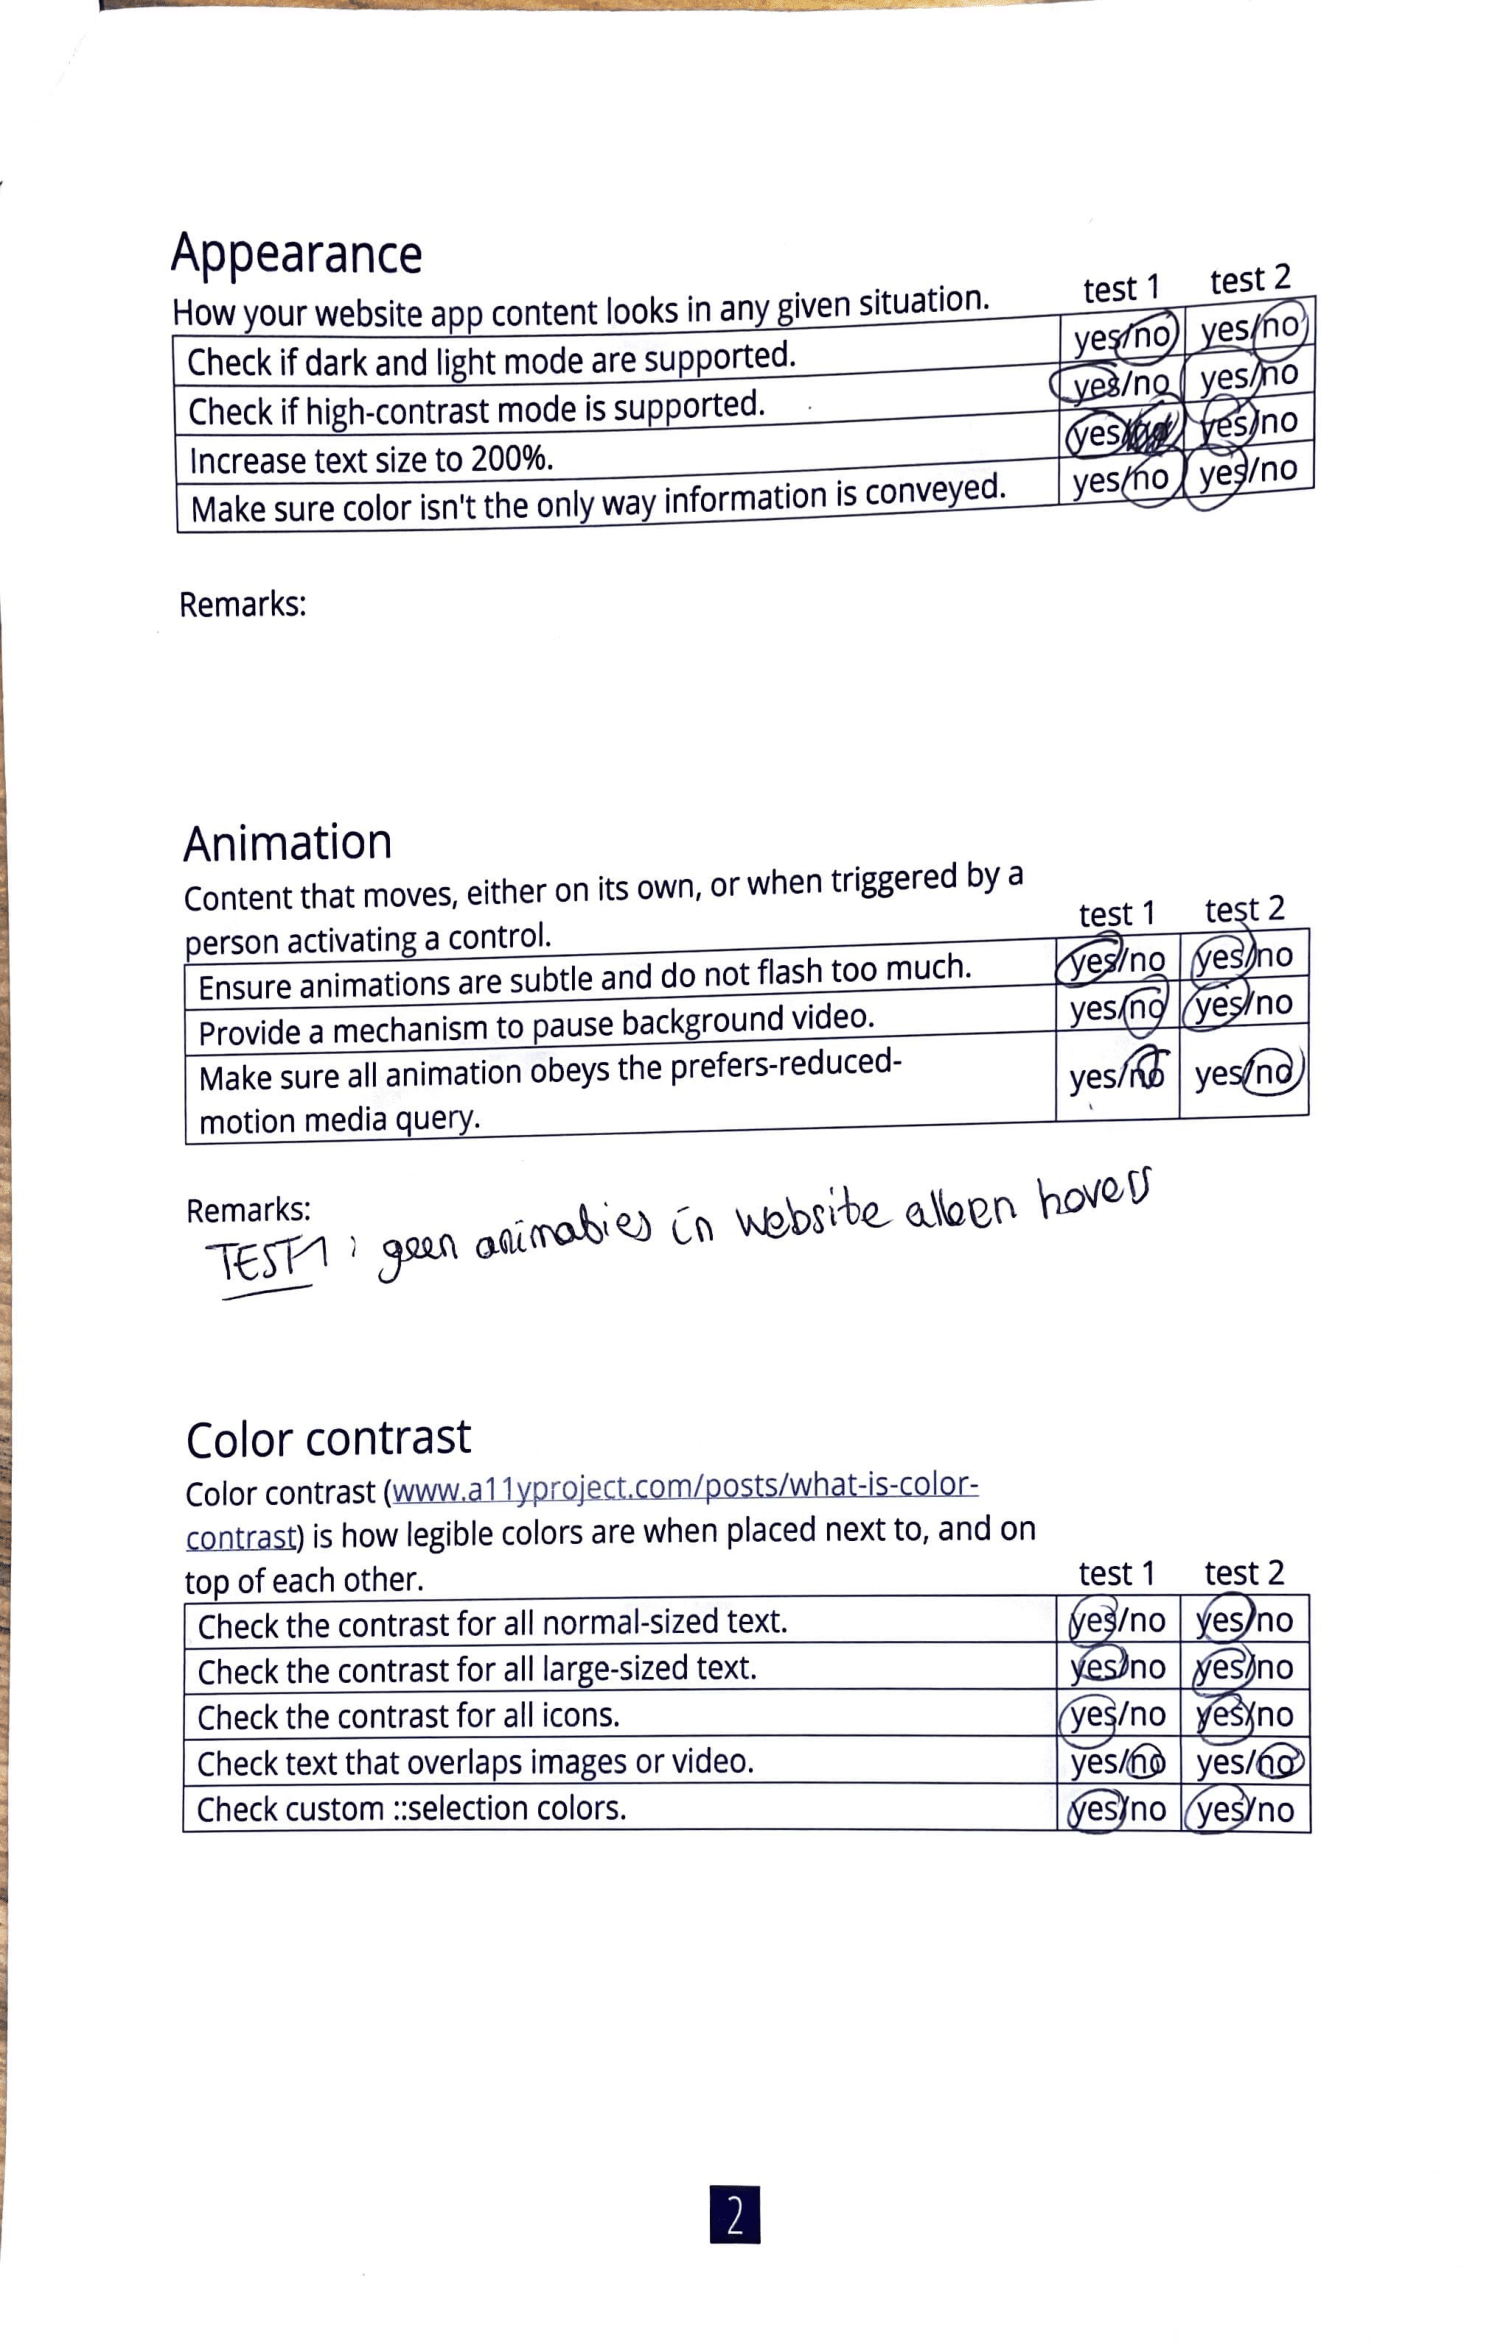 Appearance
test 1 test 2
How your website app content looks in any given situation.
Check if dark and light mode are supported. yes/no yes/no
Check if high-contrast mode is supported. yes/no yes/no
Increase text size to 200%. yes/ yes/no
Make sure color isn't the only way information is conveyed. yes/no yes/no
Remarks:
Animation
Content that moves, either on its own, or when triggered by a
person activating a control. test 1 test 2
Ensure animations are subtle and do not flash too much. yes/no yes/no
Provide a mechanism to pause background video. yes/no yes/no
Make sure all animation obeys the prefers-reduced- yes/no yes/no
motion media query.
Remarks:
TEST 1 : geen animaties in website alleen hovers
Color contrast
Color contrast (www.a11yproject.com/posts/what-is-color-
contrast) is how legible colors are when placed next to, and on
top of each other. test 1 test 2
Check the contrast for all normal-sized text. yes/no yes/no
Check the contrast for all large-sized text. yes/no yes/no
Check the contrast for all icons. yes/no yes/no
Check text that overlaps images or video. yes/no yes/no
Check custom ::selection colors. yes/no yes/no
2